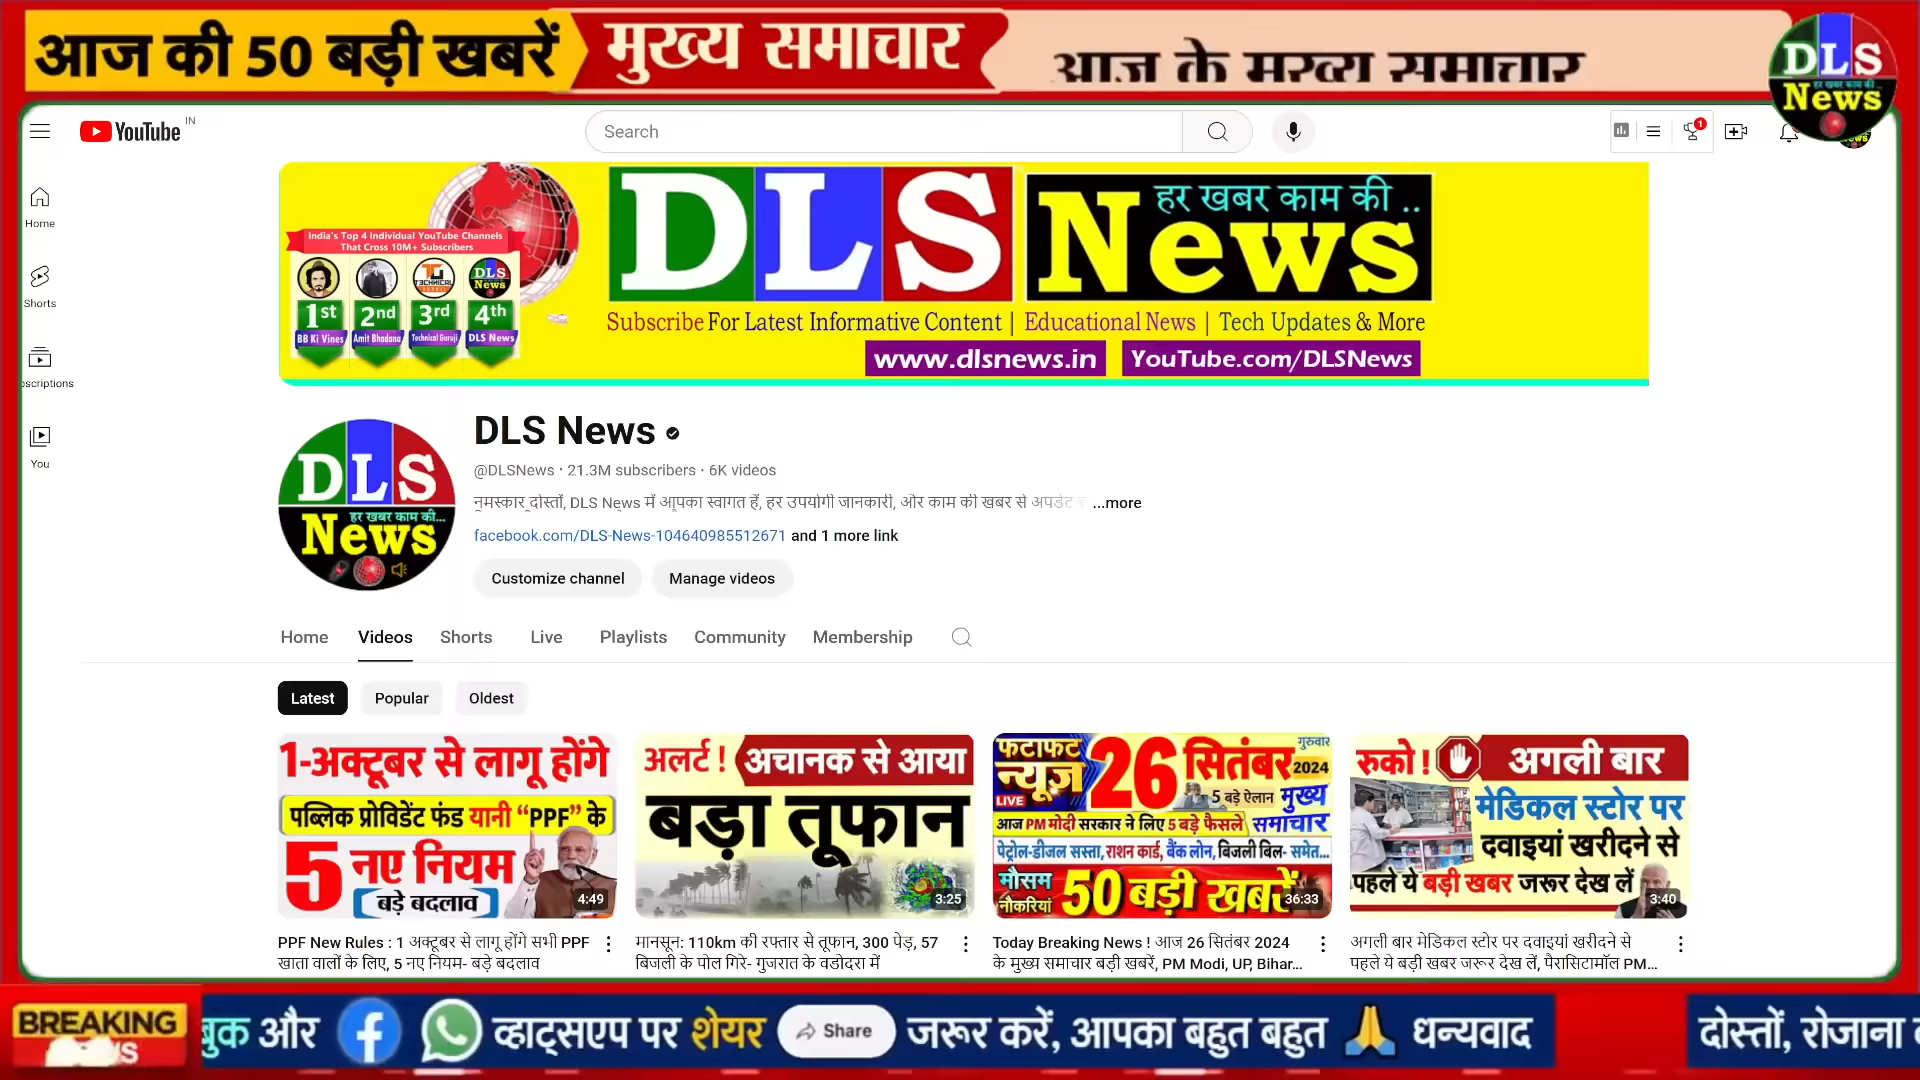 आज की 50 बड़ी खबरें
मुख्य समाचार
आज के मुख्य समाचार
DLS
हर खबर काम की..
News
YouTube IN
Search
1
Home
Shorts
bscriptions
You
India's Top 4 Individual YouTube Channels
That Cross 10M+ Subscribers
1st 2nd 3rd 4th
BB Ki Vines Amit Bhadana Technical Guruji DLS News
DLS News
हर खबर काम की ..
Subscribe For Latest Informative Content | Educational News | Tech Updates & More
www.dlsnews.in YouTube.com/DLSNews
DLS
हर खबर काम की...
News
DLS News
@DLSNews • 21.3M subscribers • 6K videos
नमस्कार दोस्तों, DLS News में आपका स्वागत हैं, हर उपयोगी जानकारी, और काम की खबर से अपडेट ...more
facebook.com/DLS-News-104640985512671 and 1 more link
Customize channel Manage videos
Home Videos Shorts Live Playlists Community Membership
Latest Popular Oldest
1-अक्टूबर से लागू होंगे
पब्लिक प्रोविडेंट फंड यानी “PPF” के
5 नए नियम
बड़े बदलाव
4:49
अलर्ट ! अचानक से आया
बड़ा तूफान
3:25
फटाफट न्यूज़ LIVE 26 सितंबर गुरुवार 2024
5 बड़े ऐलान मुख्य
आज PM मोदी सरकार ने लिए 5 बड़े फैसले समाचार
पेट्रोल-डीजल सस्ता, राशन कार्ड, बैंक लोन, बिजली बिल- समेत...
मौसम नौकरियां 50 बड़ी खबरें
36:33
रुको ! अगली बार
मेडिकल स्टोर पर
दवाइयां खरीदने से
पहले ये बड़ी खबर जरूर देख लें
3:40
PPF New Rules : 1 अक्टूबर से लागू होंगे सभी PPF
खाता वालों के लिए, 5 नए नियम- बड़े बदलाव
मानसून: 110km की रफ्तार से तूफान, 300 पेड़, 57
बिजली के पोल गिरे- गुजरात के वडोदरा में
Today Breaking News ! आज 26 सितंबर 2024
के मुख्य समाचार बड़ी खबरें, PM Modi, UP, Bihar...
अगली बार मेडिकल स्टोर पर दवाइयां खरीदने से
पहले ये बड़ी खबर जरूर देख लें, पैरासिटामॉल PM...
BREAKING
बुक और व्हाट्सएप पर शेयर Share जरूर करें, आपका बहुत बहुत धन्यवाद दोस्तों, रोजाना